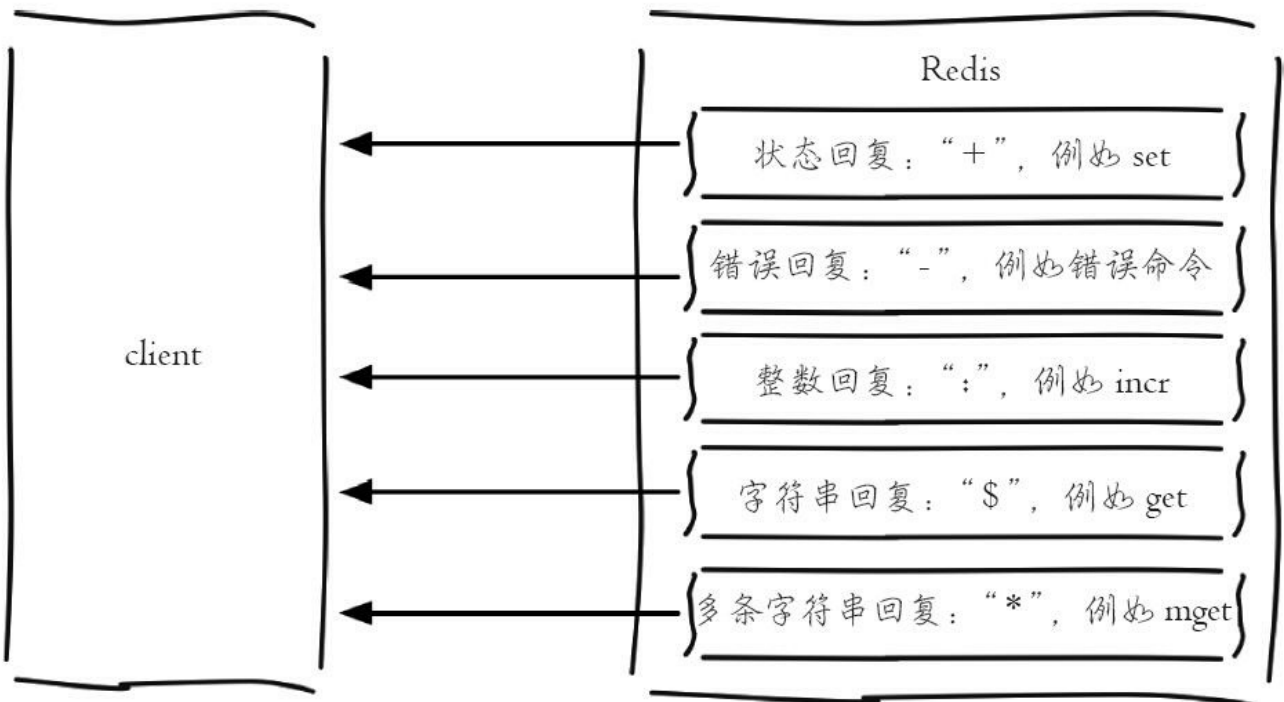 client
Redis
状态回复：“+”，例如 set
错误回复：“-”，例如错误命令
整数回复：“:”，例如 incr
字符串回复：“$”，例如 get
多条字符串回复：“*”，例如 mget